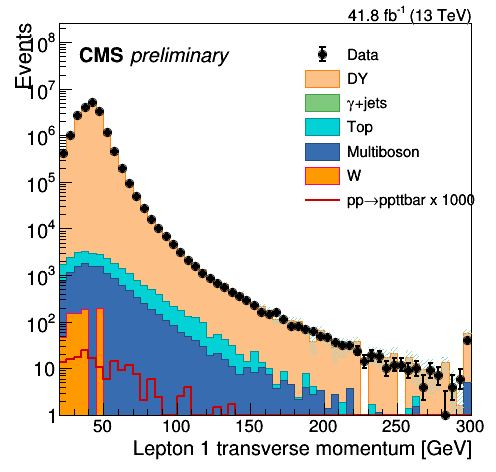 41.8 fb⁻¹ (13 TeV)
Events
CMS preliminary
Data
DY
γ+jets
Top
Multiboson
W
pp→ppttbar x 1000
10⁸
10⁷
10⁶
10⁵
10⁴
10³
10²
10
1
50 100 150 200 250 300
Lepton 1 transverse momentum [GeV]